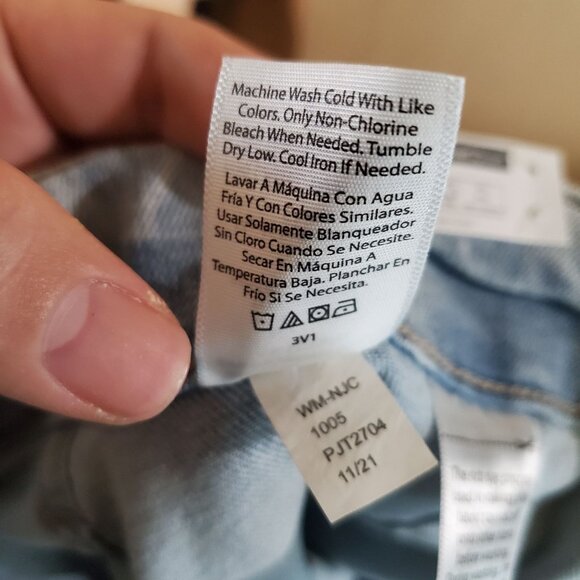 Machine Wash Cold With Like
Colors. Only Non-Chlorine
Bleach When Needed. Tumble
Dry Low. Cool Iron If Needed.
Lavar A Máquina Con Agua
Fría Y Con Colores Similares.
Usar Solamente Blanqueador
Sin Cloro Cuando Se Necesite.
Secar En Máquina A
Temperatura Baja. Planchar En
Frío Si Se Necesita.
3V1
WM-NJC
1005
PJT2704
11/21